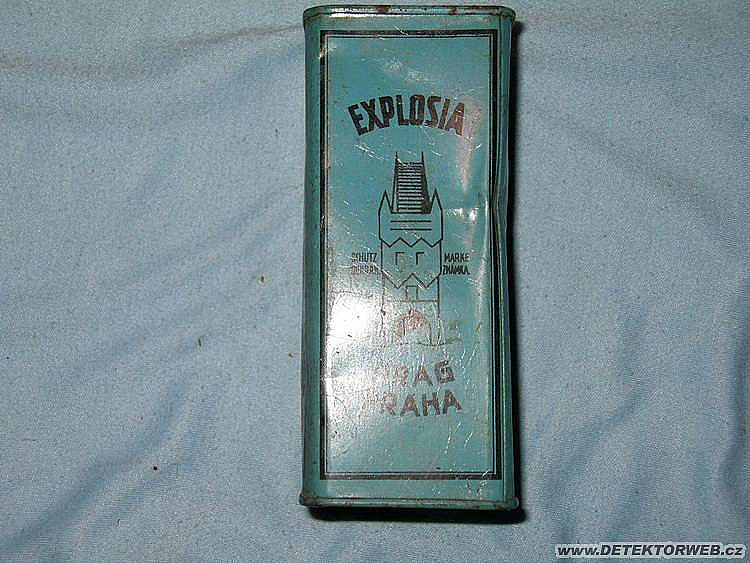 EXPLOSIA
SCHUTZ MARKE
OCHRAN. ZNÁMKA
PRAG
PRAHA
www.DETEKTORWEB.cz